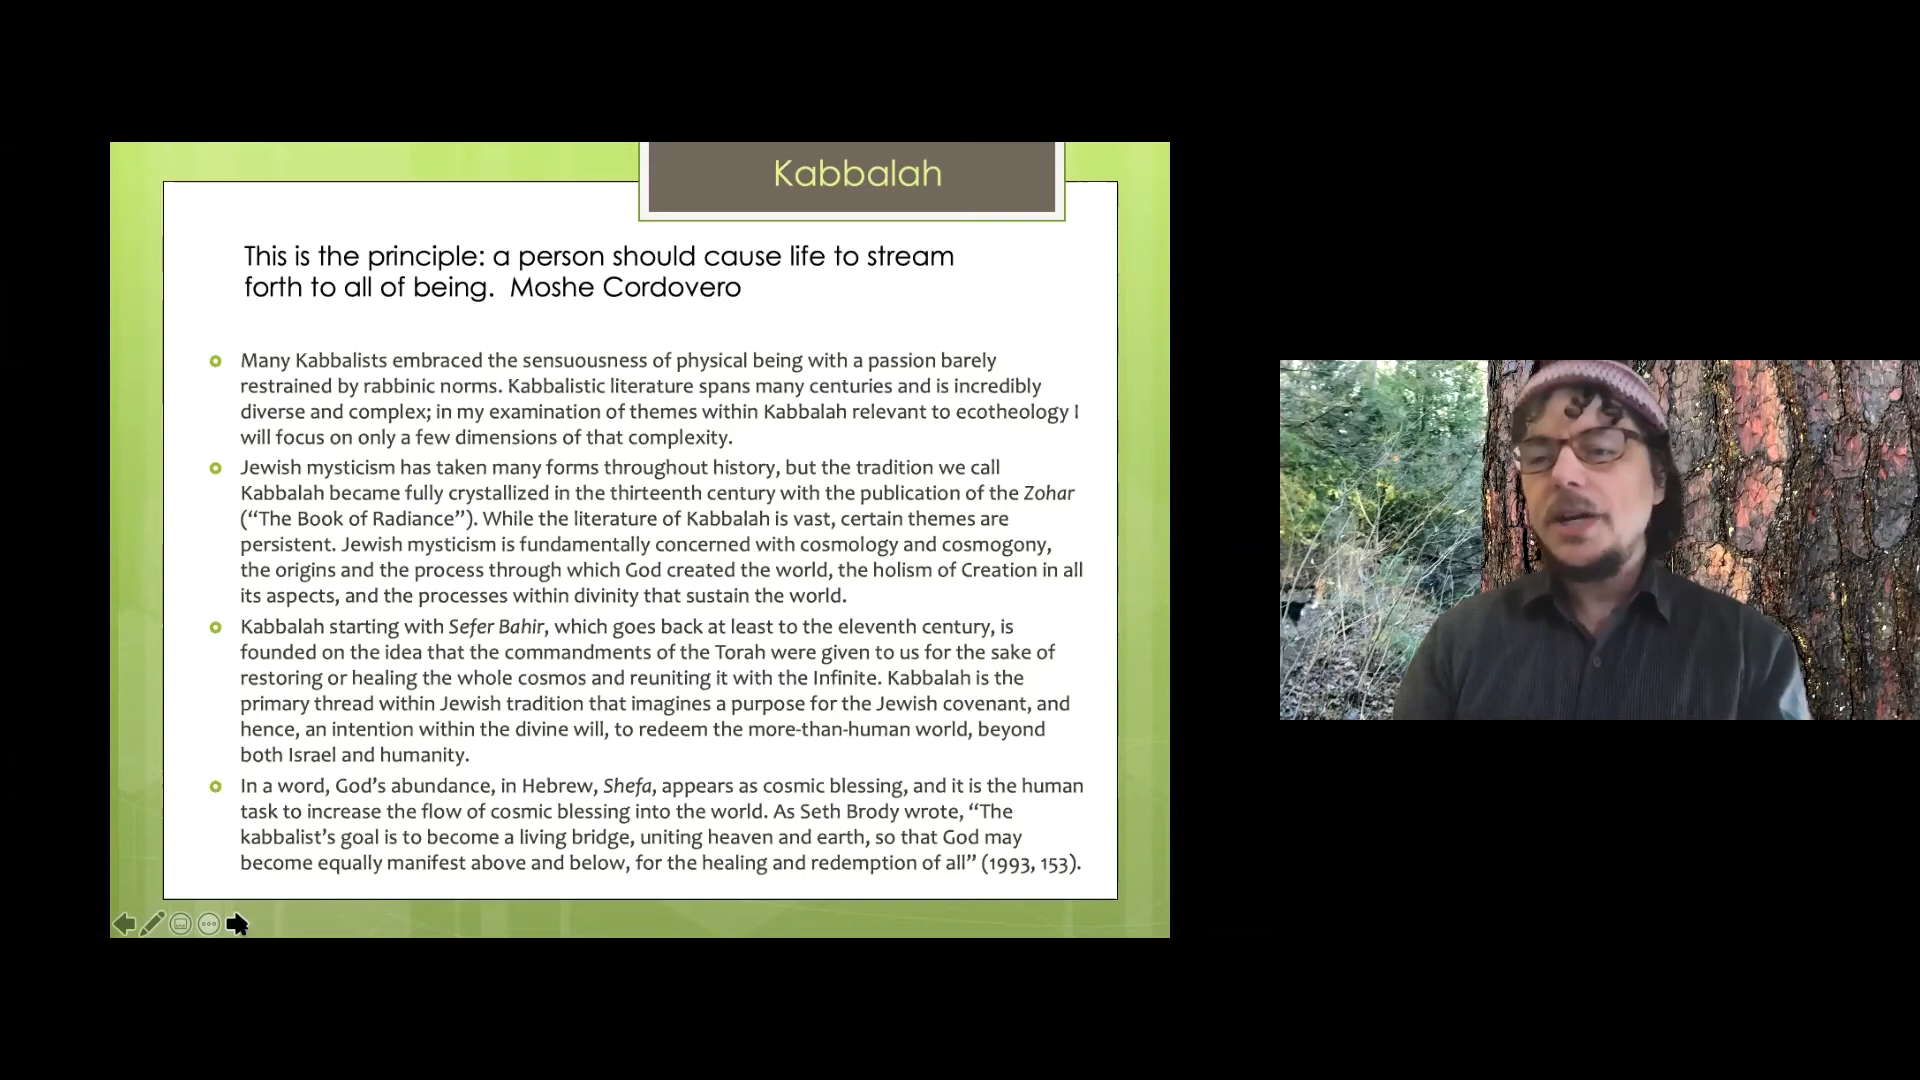 Kabbalah
This is the principle: a person should cause life to stream
forth to all of being.  Moshe Cordovero
Many Kabbalists embraced the sensuousness of physical being with a passion barely
restrained by rabbinic norms. Kabbalistic literature spans many centuries and is incredibly
diverse and complex; in my examination of themes within Kabbalah relevant to ecotheology I
will focus on only a few dimensions of that complexity.
Jewish mysticism has taken many forms throughout history, but the tradition we call
Kabbalah became fully crystallized in the thirteenth century with the publication of the Zohar
(“The Book of Radiance”). While the literature of Kabbalah is vast, certain themes are
persistent. Jewish mysticism is fundamentally concerned with cosmology and cosmogony,
the origins and the process through which God created the world, the holism of Creation in all
its aspects, and the processes within divinity that sustain the world.
Kabbalah starting with Sefer Bahir, which goes back at least to the eleventh century, is
founded on the idea that the commandments of the Torah were given to us for the sake of
restoring or healing the whole cosmos and reuniting it with the Infinite. Kabbalah is the
primary thread within Jewish tradition that imagines a purpose for the Jewish covenant, and
hence, an intention within the divine will, to redeem the more-than-human world, beyond
both Israel and humanity.
In a word, God’s abundance, in Hebrew, Shefa, appears as cosmic blessing, and it is the human
task to increase the flow of cosmic blessing into the world. As Seth Brody wrote, “The
kabbalist’s goal is to become a living bridge, uniting heaven and earth, so that God may
become equally manifest above and below, for the healing and redemption of all” (1993, 153).